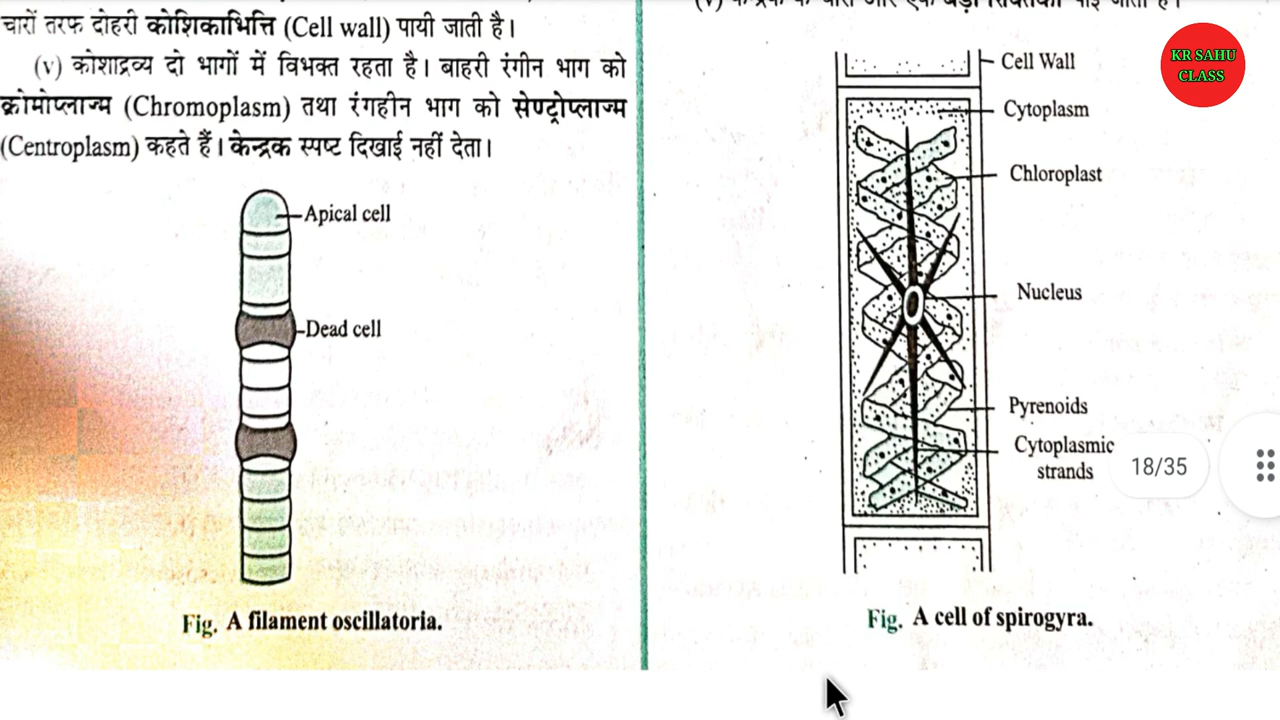 चारों तरफ दोहरी कोशिकाभित्ति (Cell wall) पायी जाती है।
(v) कोशाद्रव्य दो भागों में विभक्त रहता है। बाहरी रंगीन भाग को
क्रोमोप्लाज्म (Chromoplasm) तथा रंगहीन भाग को सेण्ट्रोप्लाज्म
(Centroplasm) कहते हैं। केन्द्रक स्पष्ट दिखाई नहीं देता।
Apical cell
Dead cell
Fig. A filament oscillatoria.
Cell Wall
Cytoplasm
Chloroplast
Nucleus
Pyrenoids
Cytoplasmic
strands
Fig. A cell of spirogyra.
KR SAHU
CLASS
18/35